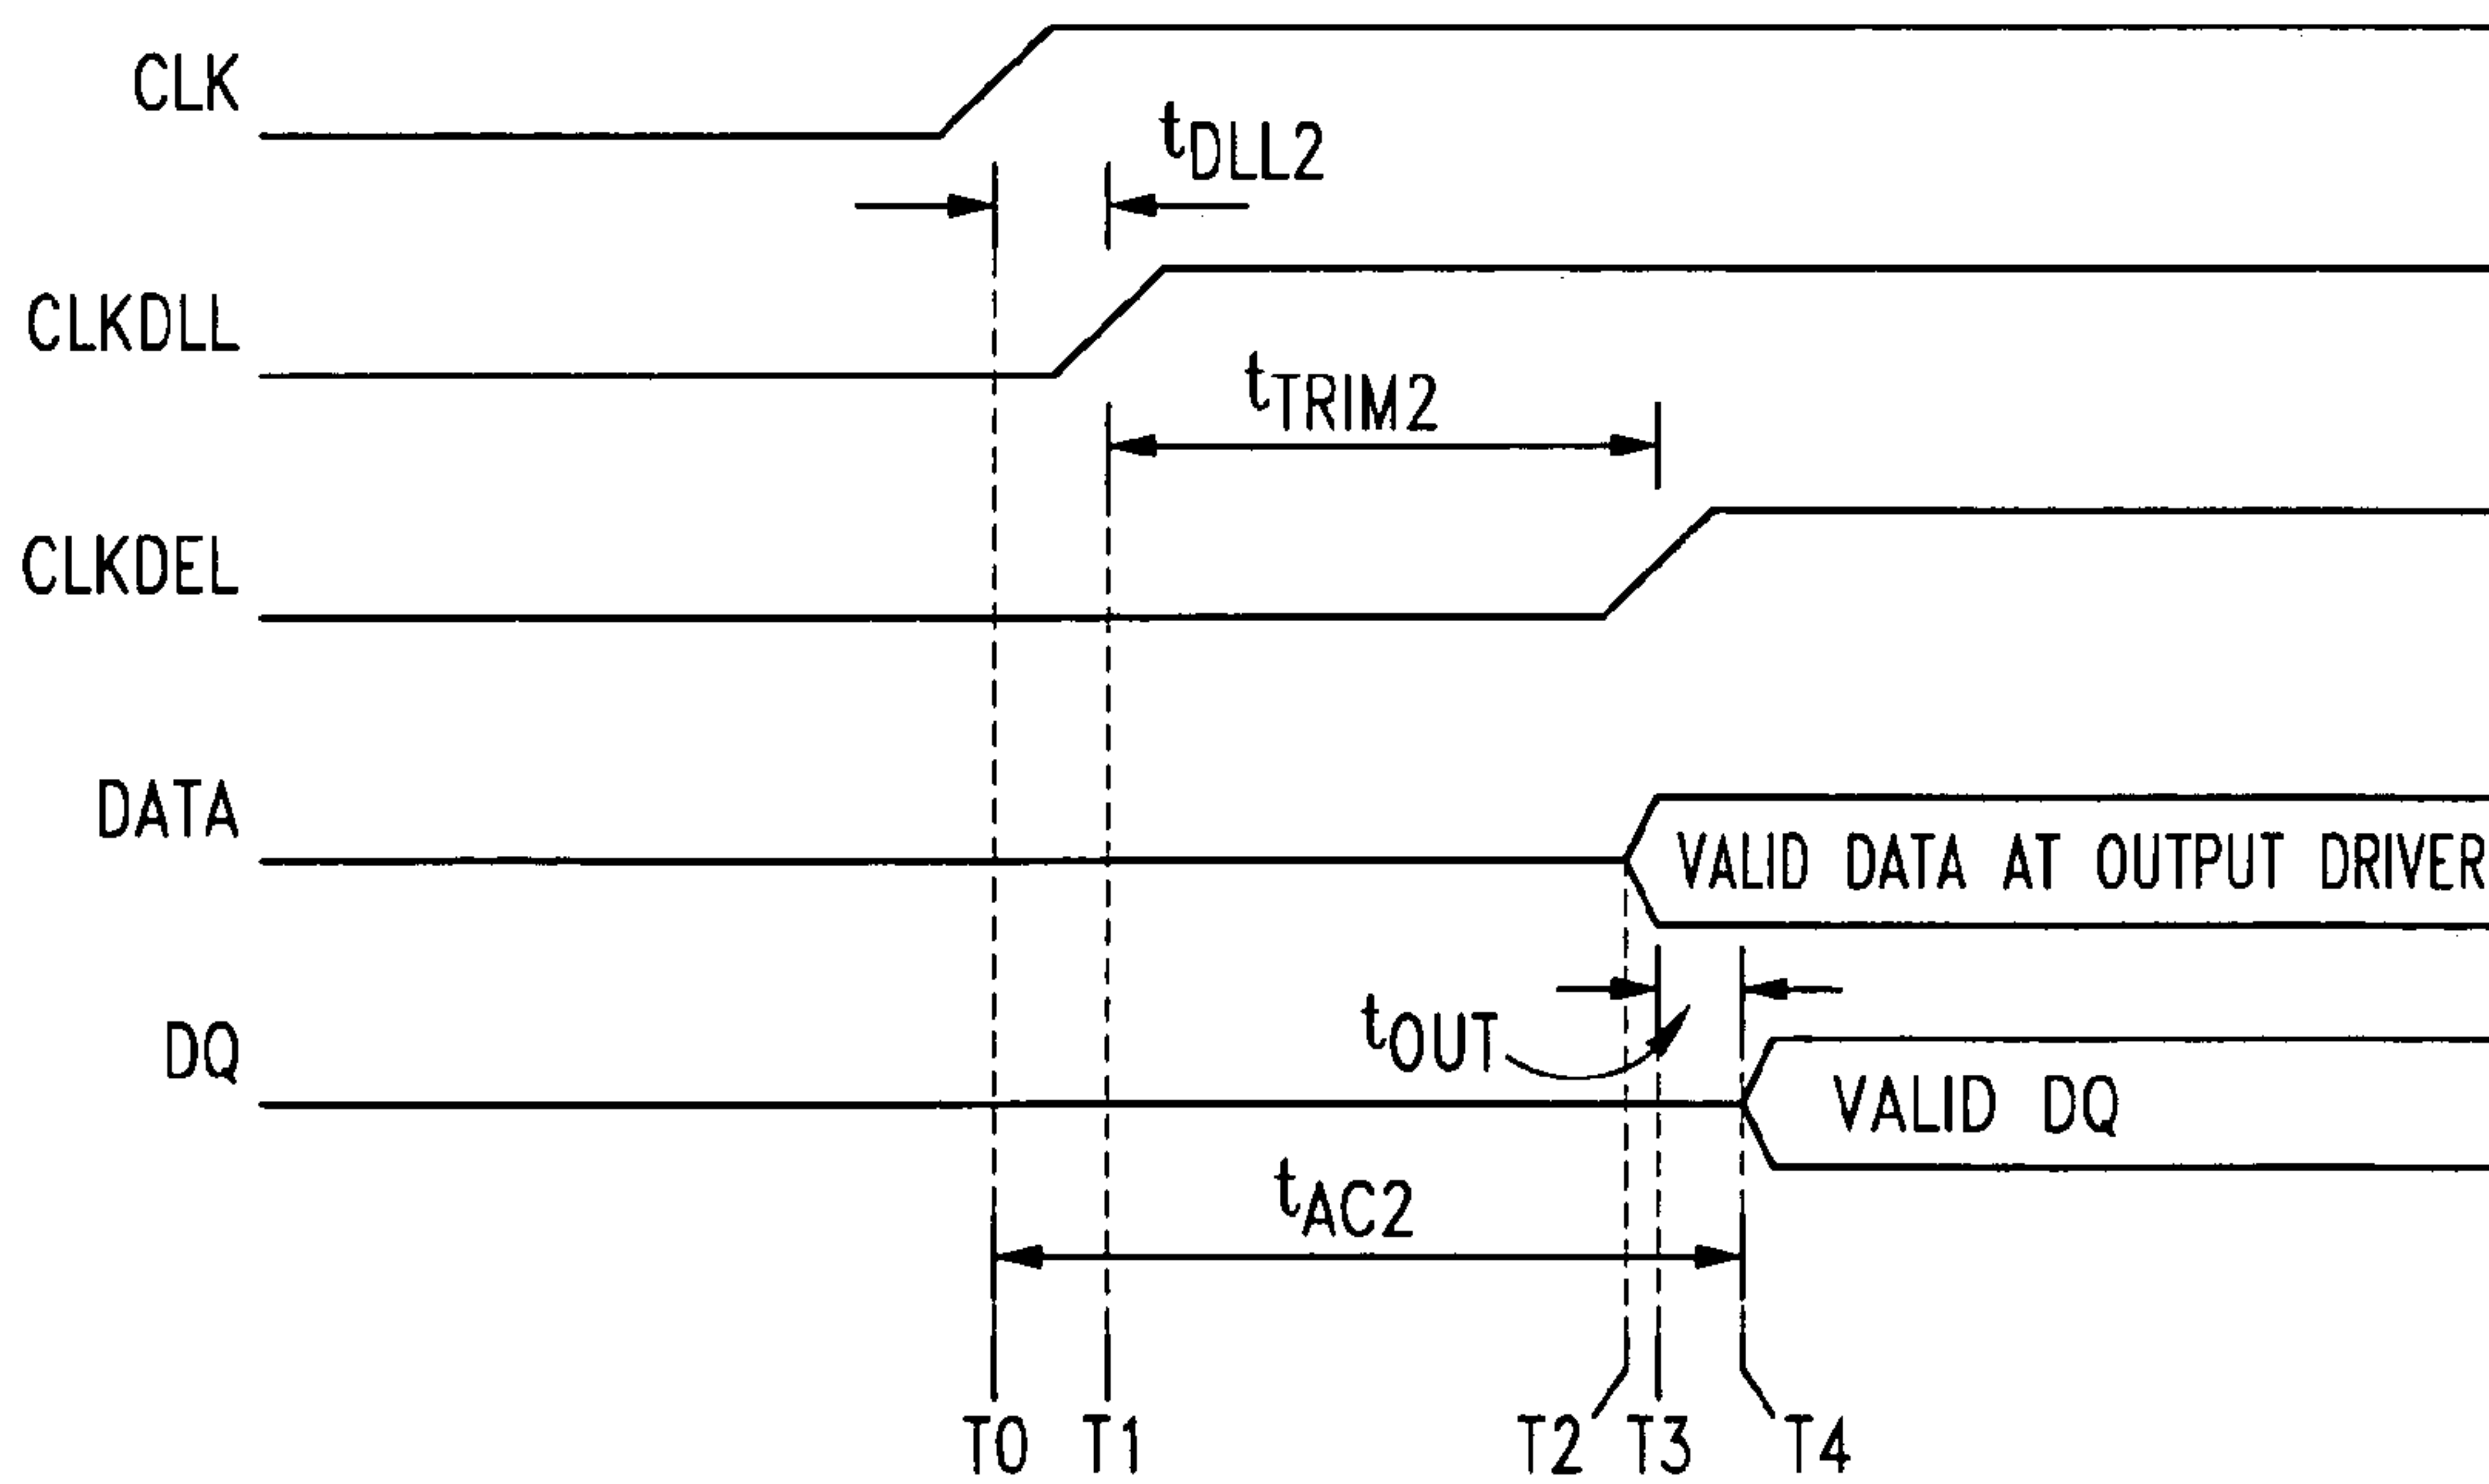 CLK
tDLL2
CLKDLL
tTRIM2
CLKDEL
DATA
VALID DATA AT OUTPUT DRIVER
tOUT
DQ
VALID DQ
tAC2
T0 T1 T2 T3 T4